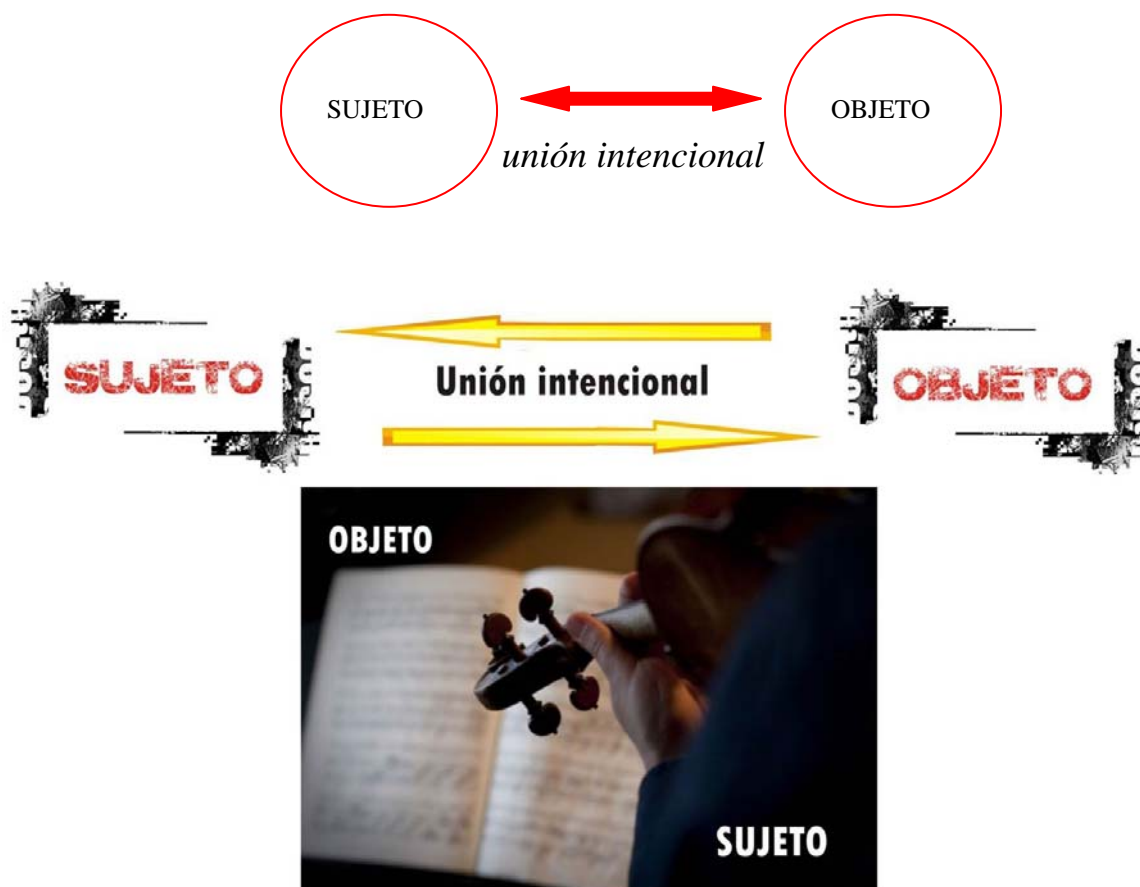 SUJETO OBJETO
unión intencional
SUJETO Unión intencional OBJETO
OBJETO
SUJETO